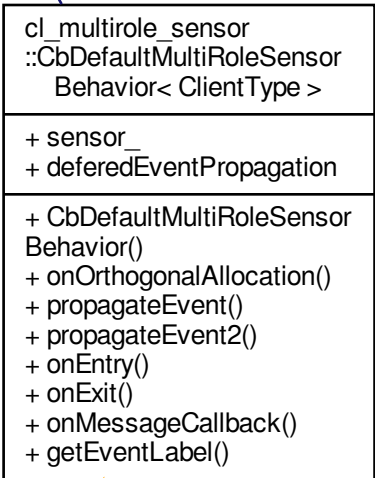 cl_multirole_sensor
::CbDefaultMultiRoleSensor
Behavior< ClientType >
+ sensor_
+ deferedEventPropagation
+ CbDefaultMultiRoleSensor
Behavior()
+ onOrthogonalAllocation()
+ propagateEvent()
+ propagateEvent2()
+ onEntry()
+ onExit()
+ onMessageCallback()
+ getEventLabel()